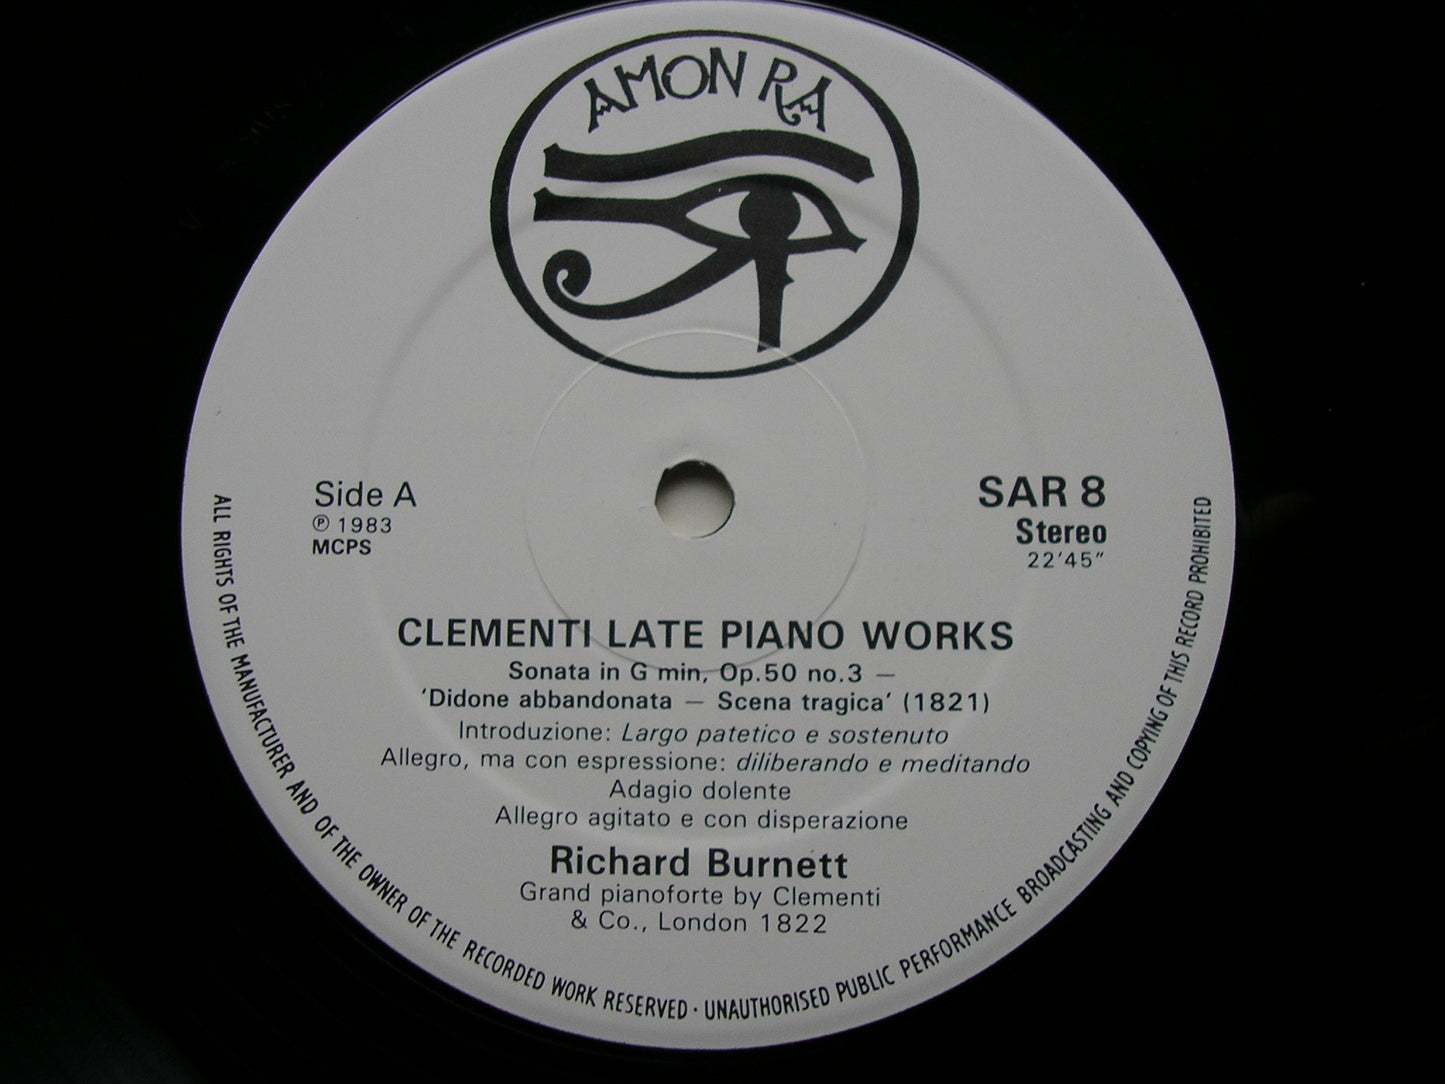 AMON RA
Side A
℗ 1983
MCPS
SAR 8
Stereo
22'45"
CLEMENTI LATE PIANO WORKS
Sonata in G min, Op.50 no.3 —
'Didone abbandonata — Scena tragica' (1821)
Introduzione: Largo patetico e sostenuto
Allegro, ma con espressione: diliberando e meditando
Adagio dolente
Allegro agitato e con disperazione
Richard Burnett
Grand pianoforte by Clementi
& Co., London 1822
ALL RIGHTS OF THE MANUFACTURER AND OF THE OWNER OF THE RECORDED WORK RESERVED · UNAUTHORISED PUBLIC PERFORMANCE BROADCASTING AND COPYING OF THIS RECORD PROHIBITED